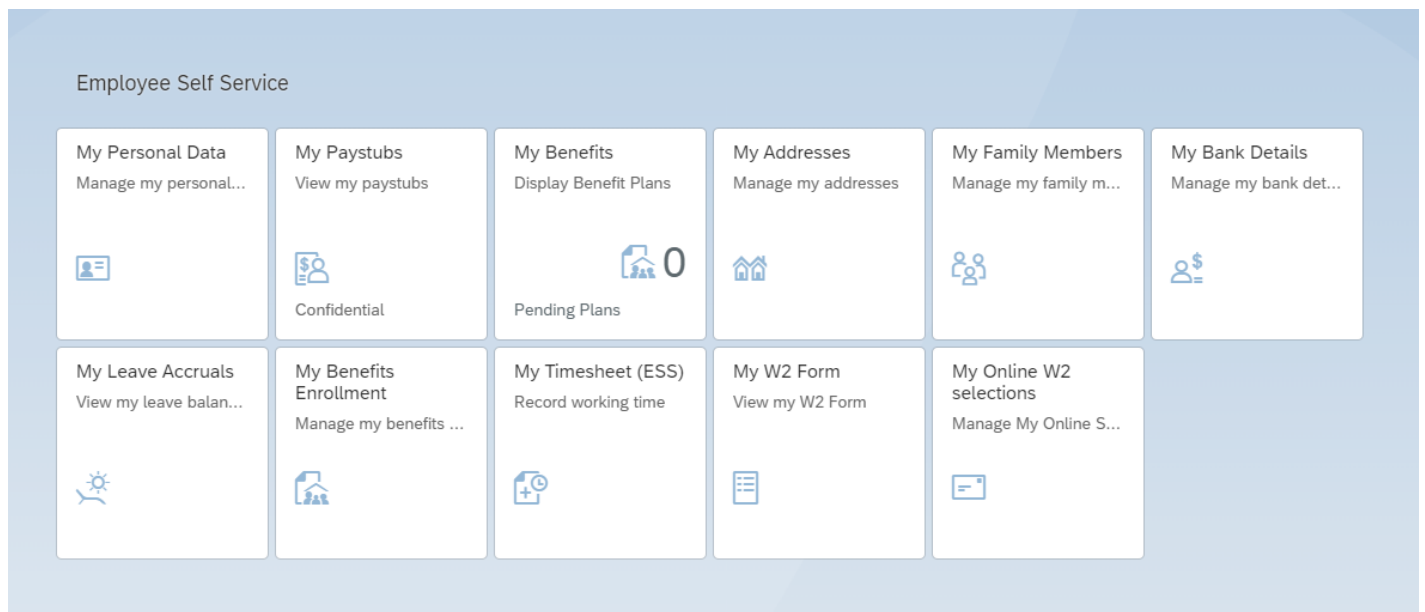 Employee Self Service
My Personal Data
Manage my personal...
My Paystubs
View my paystubs
Confidential
My Benefits
Display Benefit Plans
0
Pending Plans
My Addresses
Manage my addresses
My Family Members
Manage my family m...
My Bank Details
Manage my bank det...
My Leave Accruals
View my leave balan...
My Benefits
Enrollment
Manage my benefits ...
My Timesheet (ESS)
Record working time
My W2 Form
View my W2 Form
My Online W2
selections
Manage My Online S...